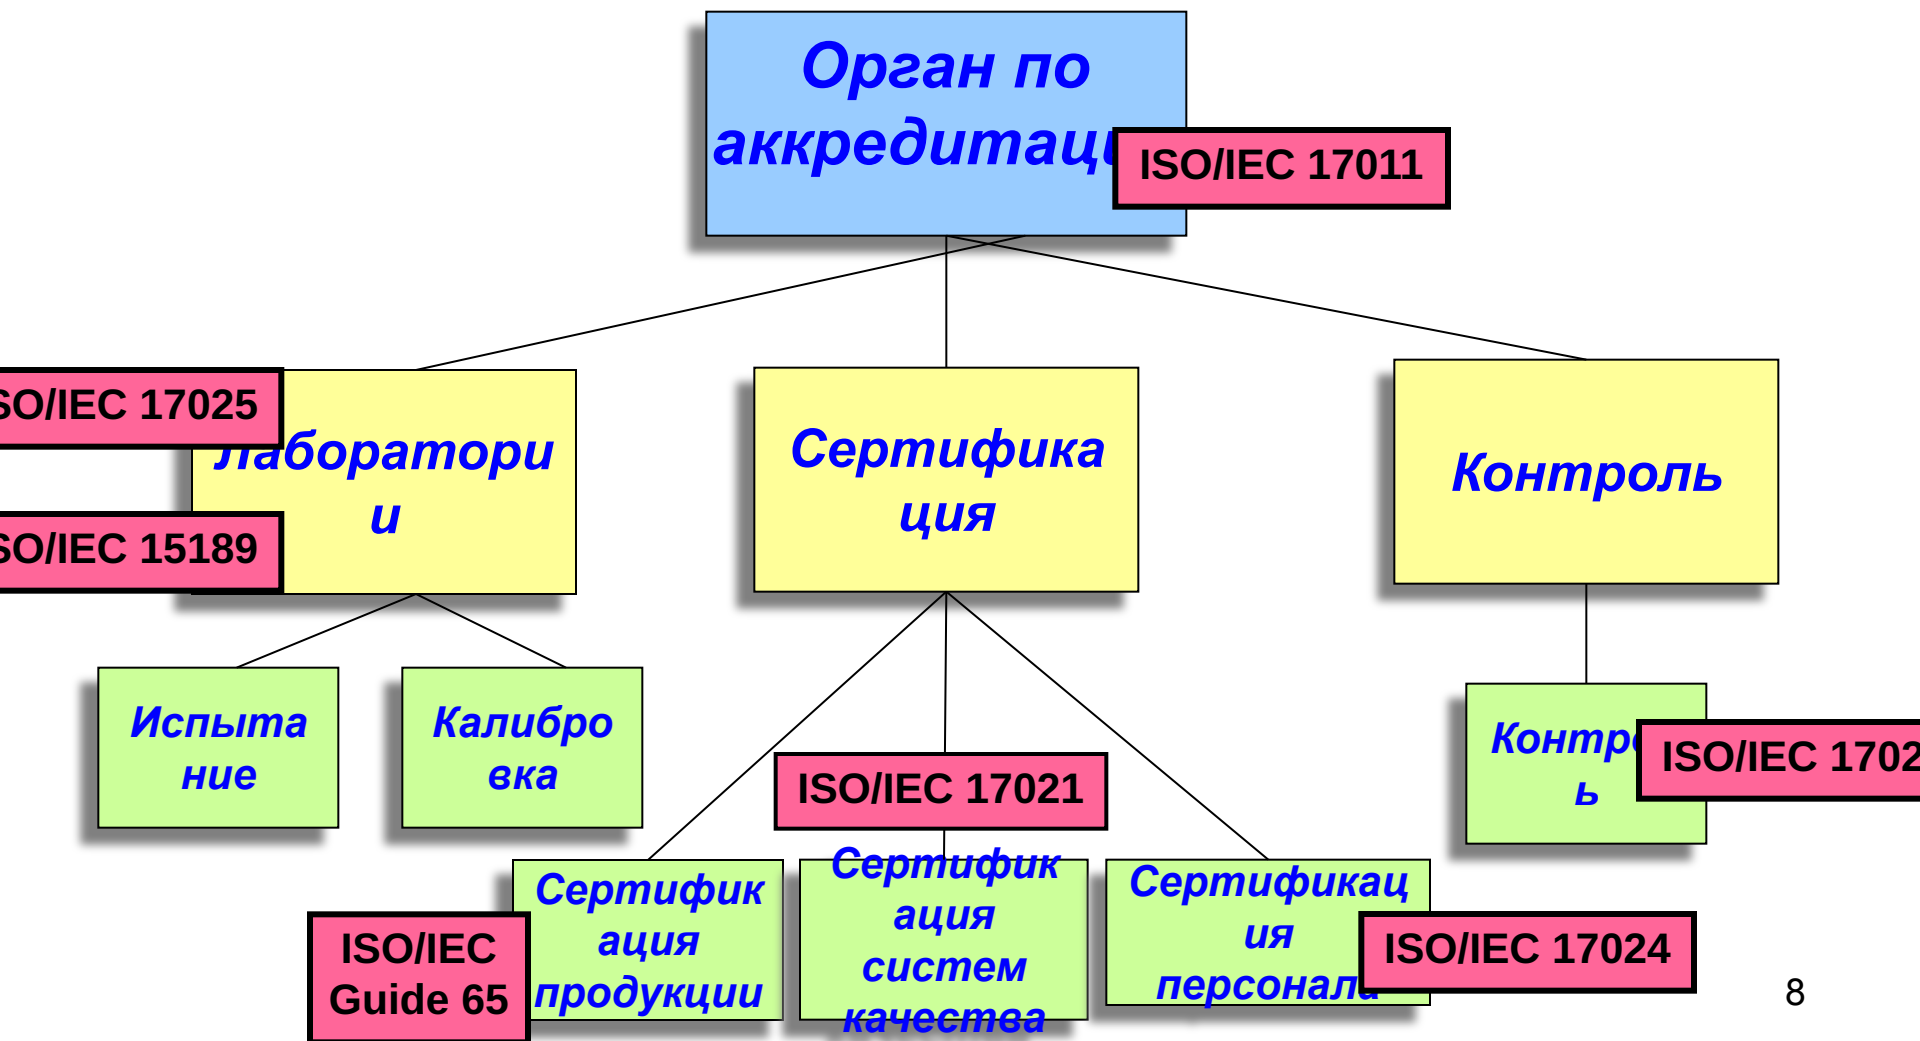 Орган по
аккредитаци
ISO/IEC 17011
SO/IEC 17025
Лаборатори
и
SO/IEC 15189
Сертифика
ция
Контроль
Испыта
ние
Калибро
вка
ISO/IEC 17021
Контро
ь
ISO/IEC 1702
Сертифик
ация
продукции
ISO/IEC
Guide 65
Сертифик
ация
систем
качества
Сертификац
ия
персонала
ISO/IEC 17024
8